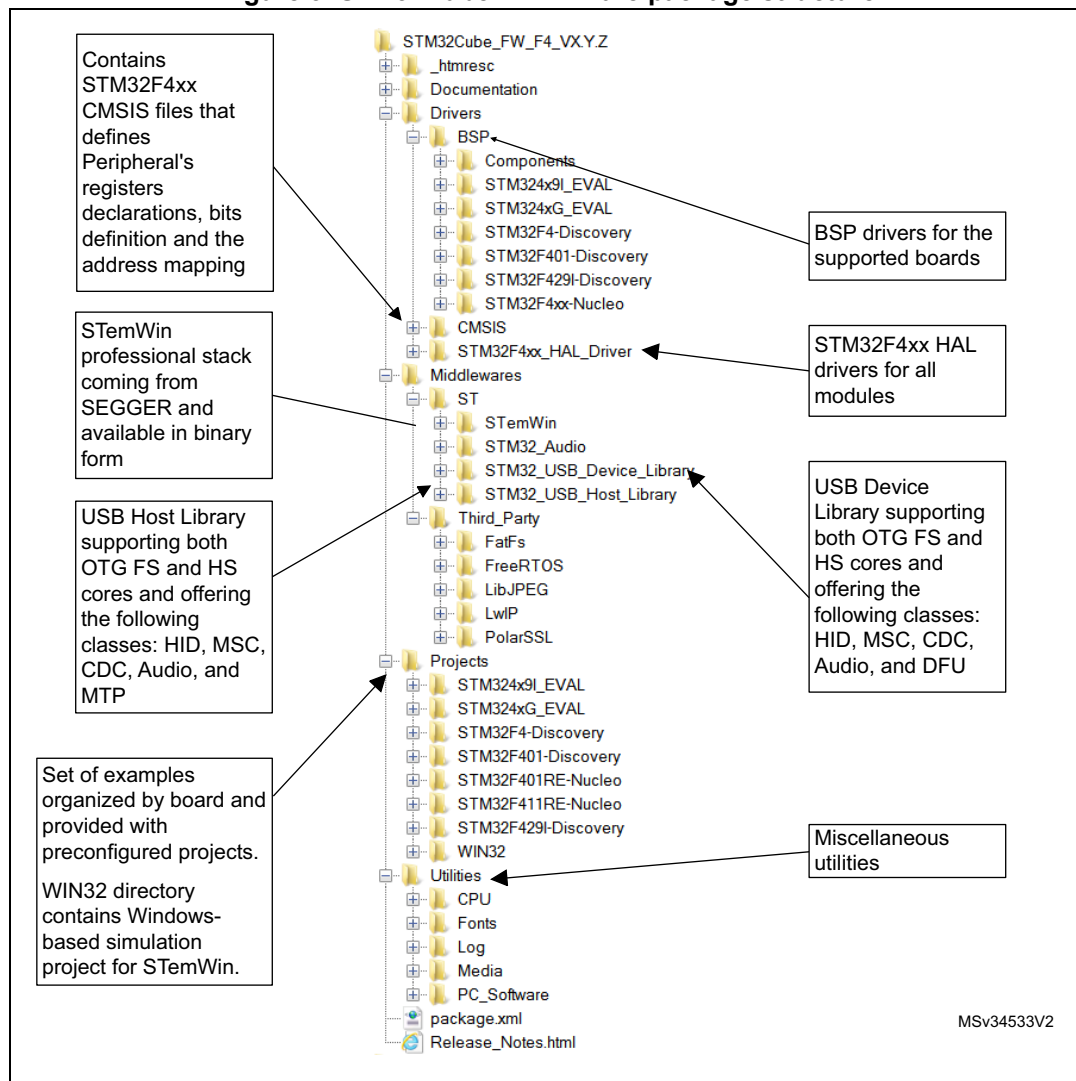 Contains
STM32F4xx
CMSIS files that
defines
Peripheral's
registers
declarations, bits
definition and the
address mapping
STemWin
professional stack
coming from
SEGGER and
available in binary
form
USB Host Library
supporting both
OTG FS and HS
cores and offering
the following
classes: HID, MSC,
CDC, Audio, and
MTP
Set of examples
organized by board and
provided with
preconfigured projects.
WIN32 directory
contains Windows-
based simulation
project for STemWin.
STM32Cube_FW_F4_VX.Y.Z
_htmresc
Documentation
Drivers
BSP
Components
STM324x9I_EVAL
STM324xG_EVAL
STM32F4-Discovery
STM32F401-Discovery
STM32F429I-Discovery
STM32F4xx-Nucleo
CMSIS
STM32F4xx_HAL_Driver
Middlewares
ST
STemWin
STM32_Audio
STM32_USB_Device_Library
STM32_USB_Host_Library
Third_Party
FatFs
FreeRTOS
LibJPEG
LwIP
PolarSSL
Projects
STM324x9I_EVAL
STM324xG_EVAL
STM32F4-Discovery
STM32F401-Discovery
STM32F401RE-Nucleo
STM32F411RE-Nucleo
STM32F429I-Discovery
WIN32
Utilities
CPU
Fonts
Log
Media
PC_Software
package.xml
Release_Notes.html
BSP drivers for the
supported boards
STM32F4xx HAL
drivers for all
modules
USB Device
Library supporting
both OTG FS and
HS cores and
offering the
following classes:
HID, MSC, CDC,
Audio, and DFU
Miscellaneous
utilities
MSv34533V2